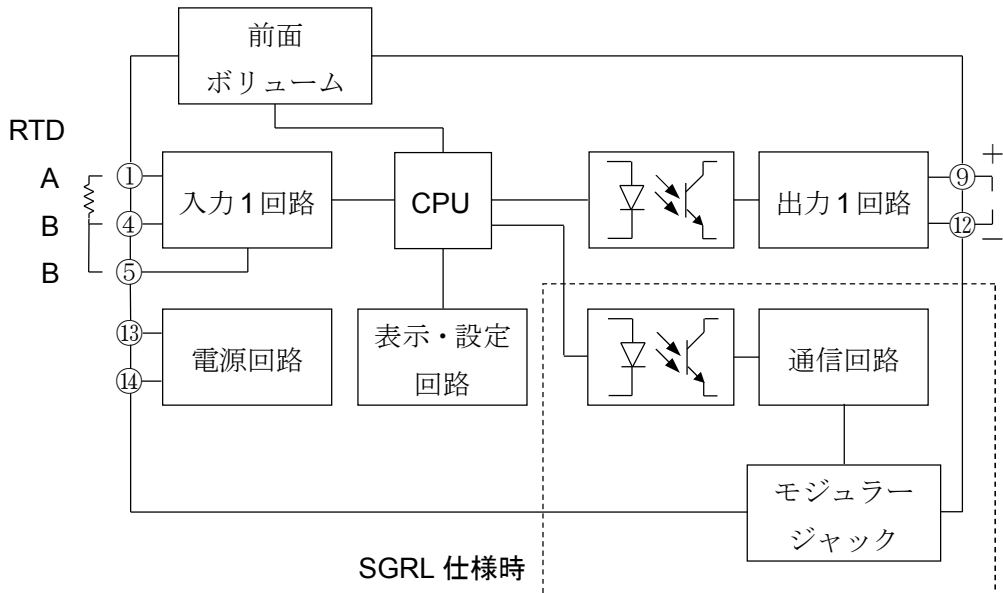 前面
ボリューム
RTD
A
①
入力1回路
CPU
出力1回路
⑨
+
B
④
⑫
−
B
⑤
⑬
電源回路
⑭
表示・設定
回路
通信回路
モジュラー
ジャック
SGRL 仕様時